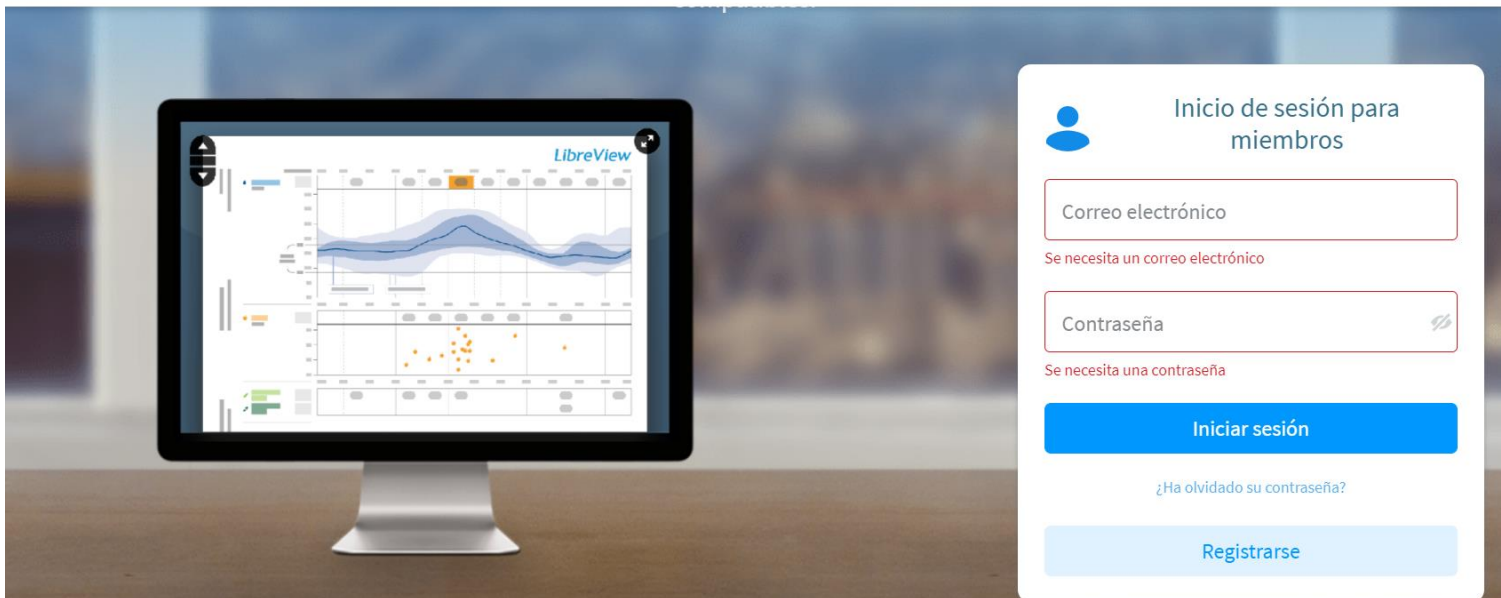 LibreView
Inicio de sesión para
miembros
Correo electrónico
Se necesita un correo electrónico
Contraseña
Se necesita una contraseña
Iniciar sesión
¿Ha olvidado su contraseña?
Registrarse